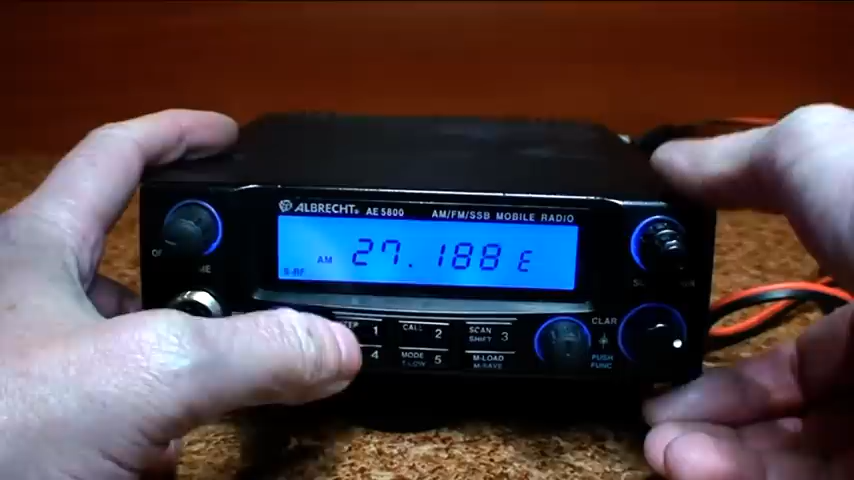 ALBRECHT® AE 5800 AM/FM/SSB MOBILE RADIO
AM 27.188 E
S-RF
CLAR
1 CALL 2 SCAN 3
SHIFT
4 MODE 5 M-LOAD
M-SAVE
PUSH
FUNC